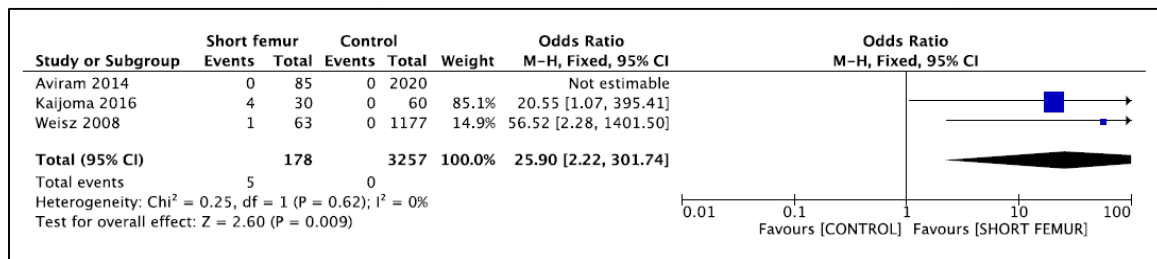 Short femur Control Odds Ratio Odds Ratio
Study or Subgroup Events Total Events Total Weight M-H, Fixed, 95% CI M-H, Fixed, 95% CI
Aviram 2014 0 85 0 2020 Not estimable
Kaijoma 2016 4 30 0 60 85.1% 20.55 [1.07, 395.41]
Weisz 2008 1 63 0 1177 14.9% 56.52 [2.28, 1401.50]
Total (95% CI) 178 3257 100.0% 25.90 [2.22, 301.74]
Total events 5 0
Heterogeneity: Chi² = 0.25, df = 1 (P = 0.62); I² = 0%
Test for overall effect: Z = 2.60 (P = 0.009)
0.01 0.1 1 10 100
Favours [CONTROL] Favours [SHORT FEMUR]